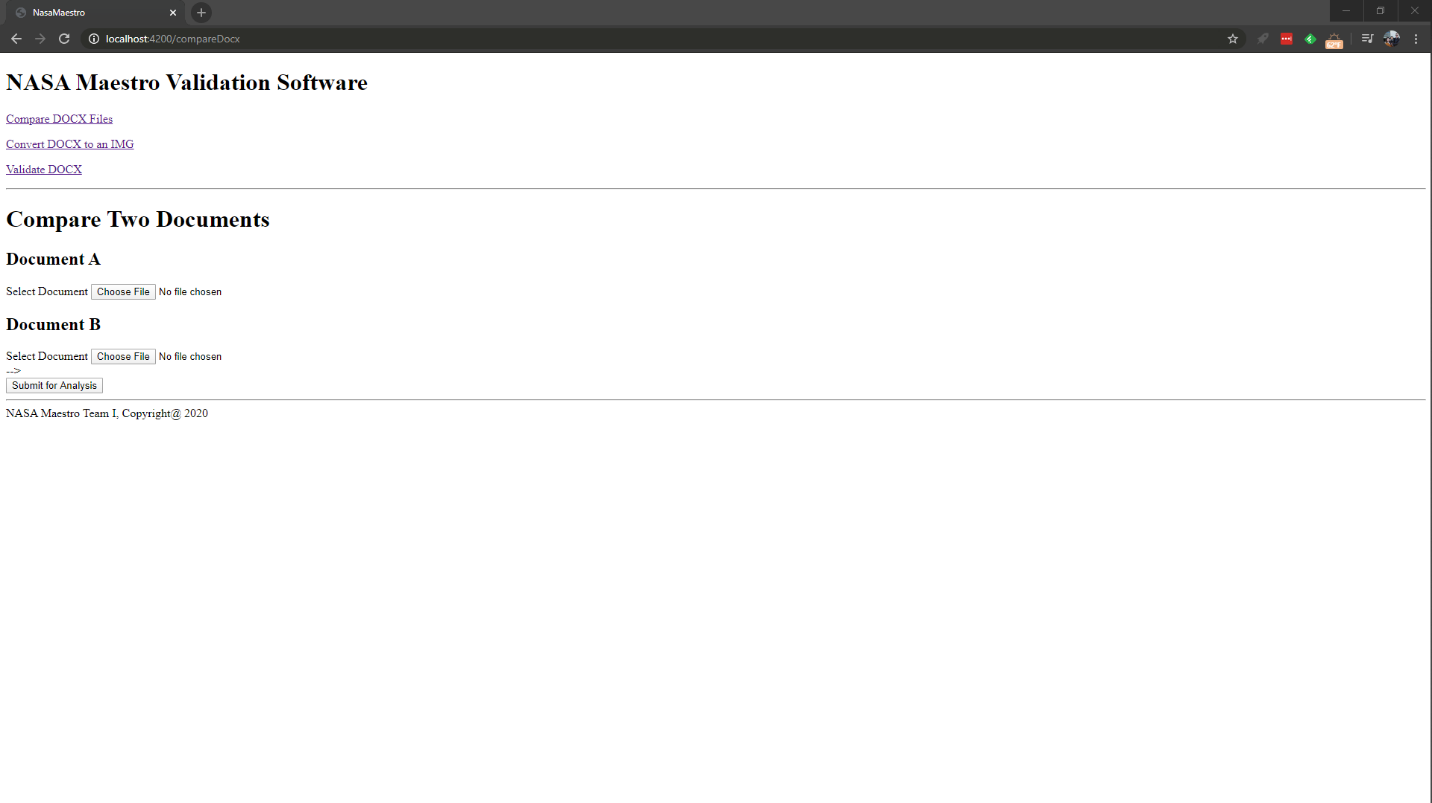 NasaMaestro
localhost:4200/compareDocx
NASA Maestro Validation Software
Compare DOCX Files
Convert DOCX to an IMG
Validate DOCX
Compare Two Documents
Document A
Select Document Choose File No file chosen
Document B
Select Document Choose File No file chosen
-->
Submit for Analysis
NASA Maestro Team I, Copyright@ 2020